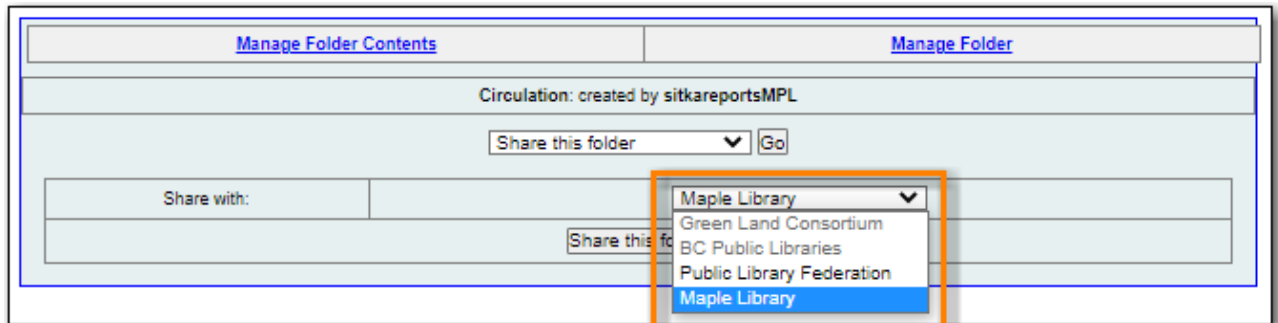 Manage Folder Contents Manage Folder
Circulation: created by sitkareportsMPL
Share this folder Go
Share with: Maple Library
Green Land Consortium
Share this fo
BC Public Libraries
Public Library Federation
Maple Library